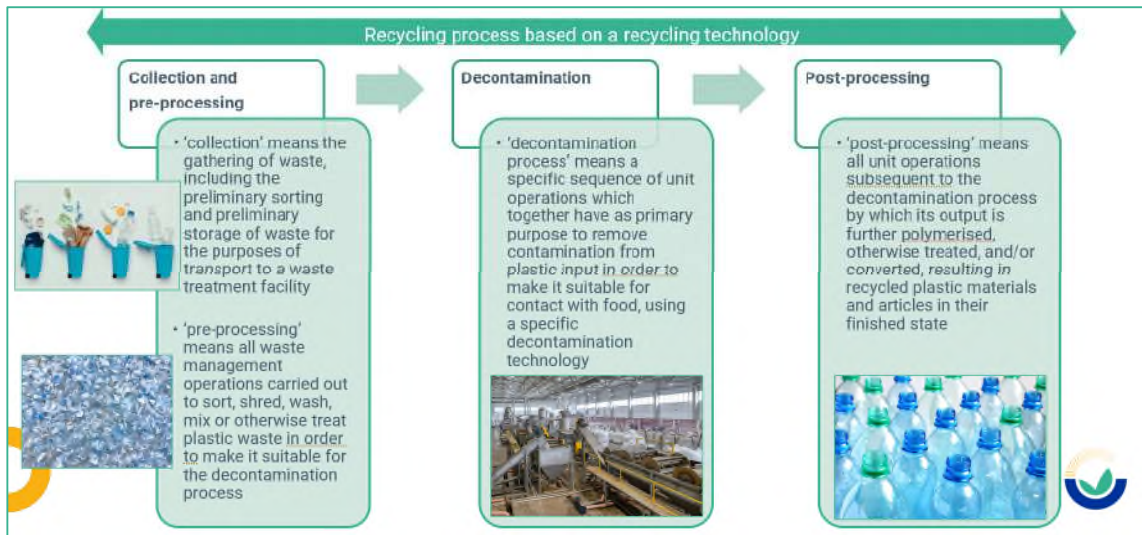 Recycling process based on a recycling technology
Collection and
pre-processing
• 'collection' means the
gathering of waste,
including the
preliminary sorting
and preliminary
storage of waste for
the purposes of
transport to a waste
treatment facility
• 'pre-processing'
means all waste
management
operations carried out
to sort, shred, wash,
mix or otherwise treat
plastic waste in order
to make it suitable for
the decontamination
process
Decontamination
• 'decontamination
process' means a
specific sequence of unit
operations which
together have as primary
purpose to remove
contamination from
plastic input in order to
make it suitable for
contact with food, using
a specific
decontamination
technology
Post-processing
• 'post-processing' means
all unit operations
subsequent to the
decontamination process
by which its output is
further polymerised,
otherwise treated, and/or
converted, resulting in
recycled plastic materials
and articles in their
finished state